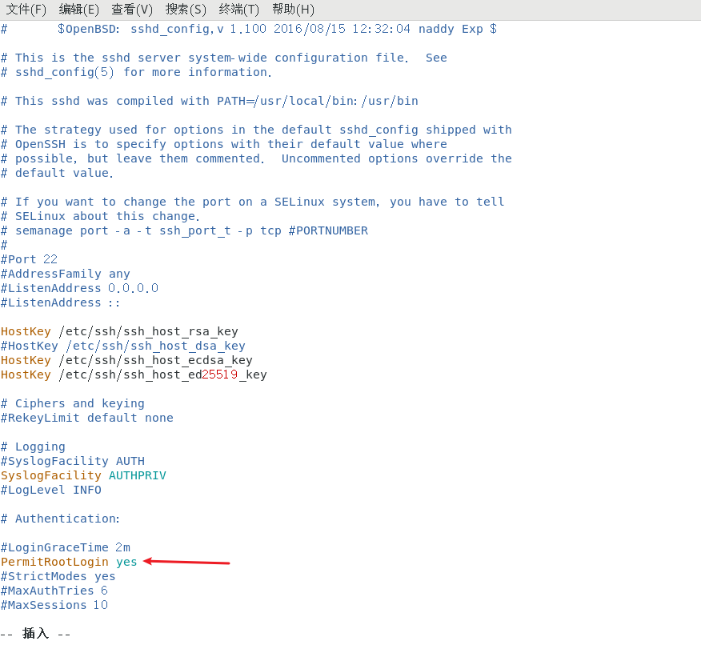 文件(F) 编辑(E) 查看(V) 搜索(S) 终端(T) 帮助(H)
#       $OpenBSD: sshd_config,v 1.100 2016/08/15 12:32:04 naddy Exp $
# This is the sshd server system-wide configuration file.  See
# sshd_config(5) for more information.
# This sshd was compiled with PATH=/usr/local/bin:/usr/bin
# The strategy used for options in the default sshd_config shipped with
# OpenSSH is to specify options with their default value where
# possible, but leave them commented.  Uncommented options override the
# default value.
# If you want to change the port on a SELinux system, you have to tell
# SELinux about this change.
# semanage port -a -t ssh_port_t -p tcp #PORTNUMBER
#
#Port 22
#AddressFamily any
#ListenAddress 0.0.0.0
#ListenAddress ::
HostKey /etc/ssh/ssh_host_rsa_key
#HostKey /etc/ssh/ssh_host_dsa_key
HostKey /etc/ssh/ssh_host_ecdsa_key
HostKey /etc/ssh/ssh_host_ed25519_key
# Ciphers and keying
#RekeyLimit default none
# Logging
#SyslogFacility AUTH
SyslogFacility AUTHPRIV
#LogLevel INFO
# Authentication:
#LoginGraceTime 2m
PermitRootLogin yes
#StrictModes yes
#MaxAuthTries 6
#MaxSessions 10
-- 插入 --